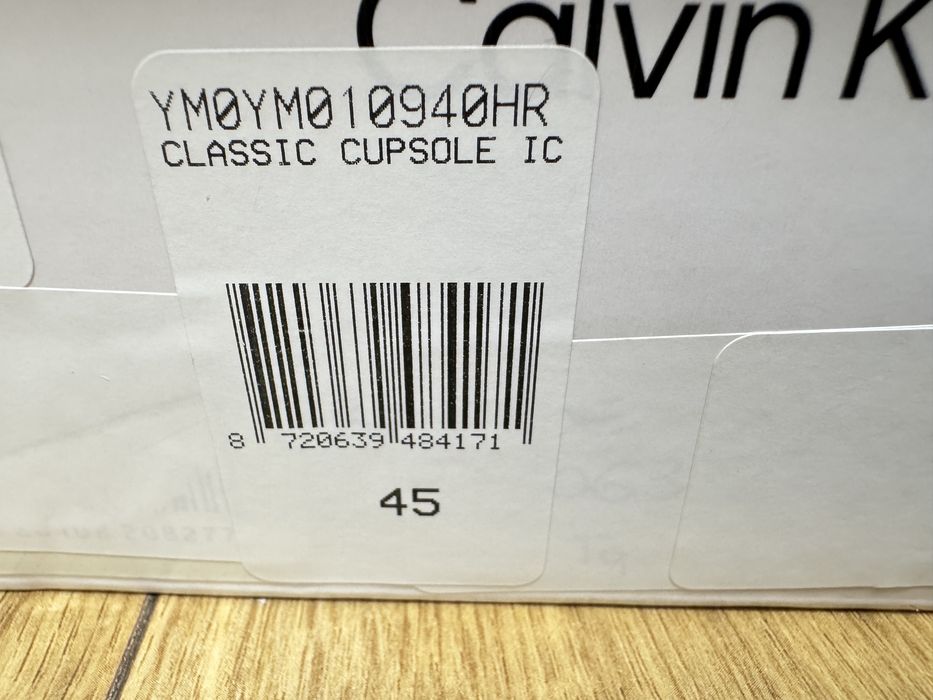 Calvin K
YM0YM010940HR
CLASSIC CUPSOLE IC
8 720639 484171
45